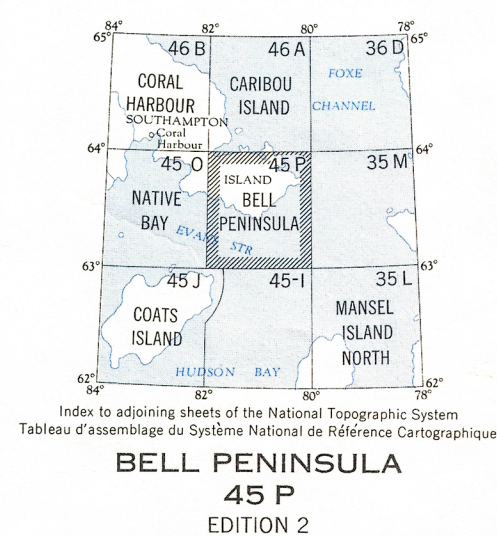 84° 82° 80° 78°
65° 65°
46 B 46 A 36 D
CORAL
HARBOUR
CARIBOU
ISLAND
FOXE
CHANNEL
SOUTHAMPTON
Coral
Harbour
64° 64°
45 O 45 P 35 M
ISLAND
NATIVE
BAY
BELL
PENINSULA
EVANS STR
63° 63°
45 J 45-I 35 L
COATS
ISLAND
MANSEL
ISLAND
NORTH
HUDSON BAY
62° 62°
84° 82° 80° 78°
Index to adjoining sheets of the National Topographic System
Tableau d'assemblage du Système National de Référence Cartographique
BELL PENINSULA
45 P
EDITION 2